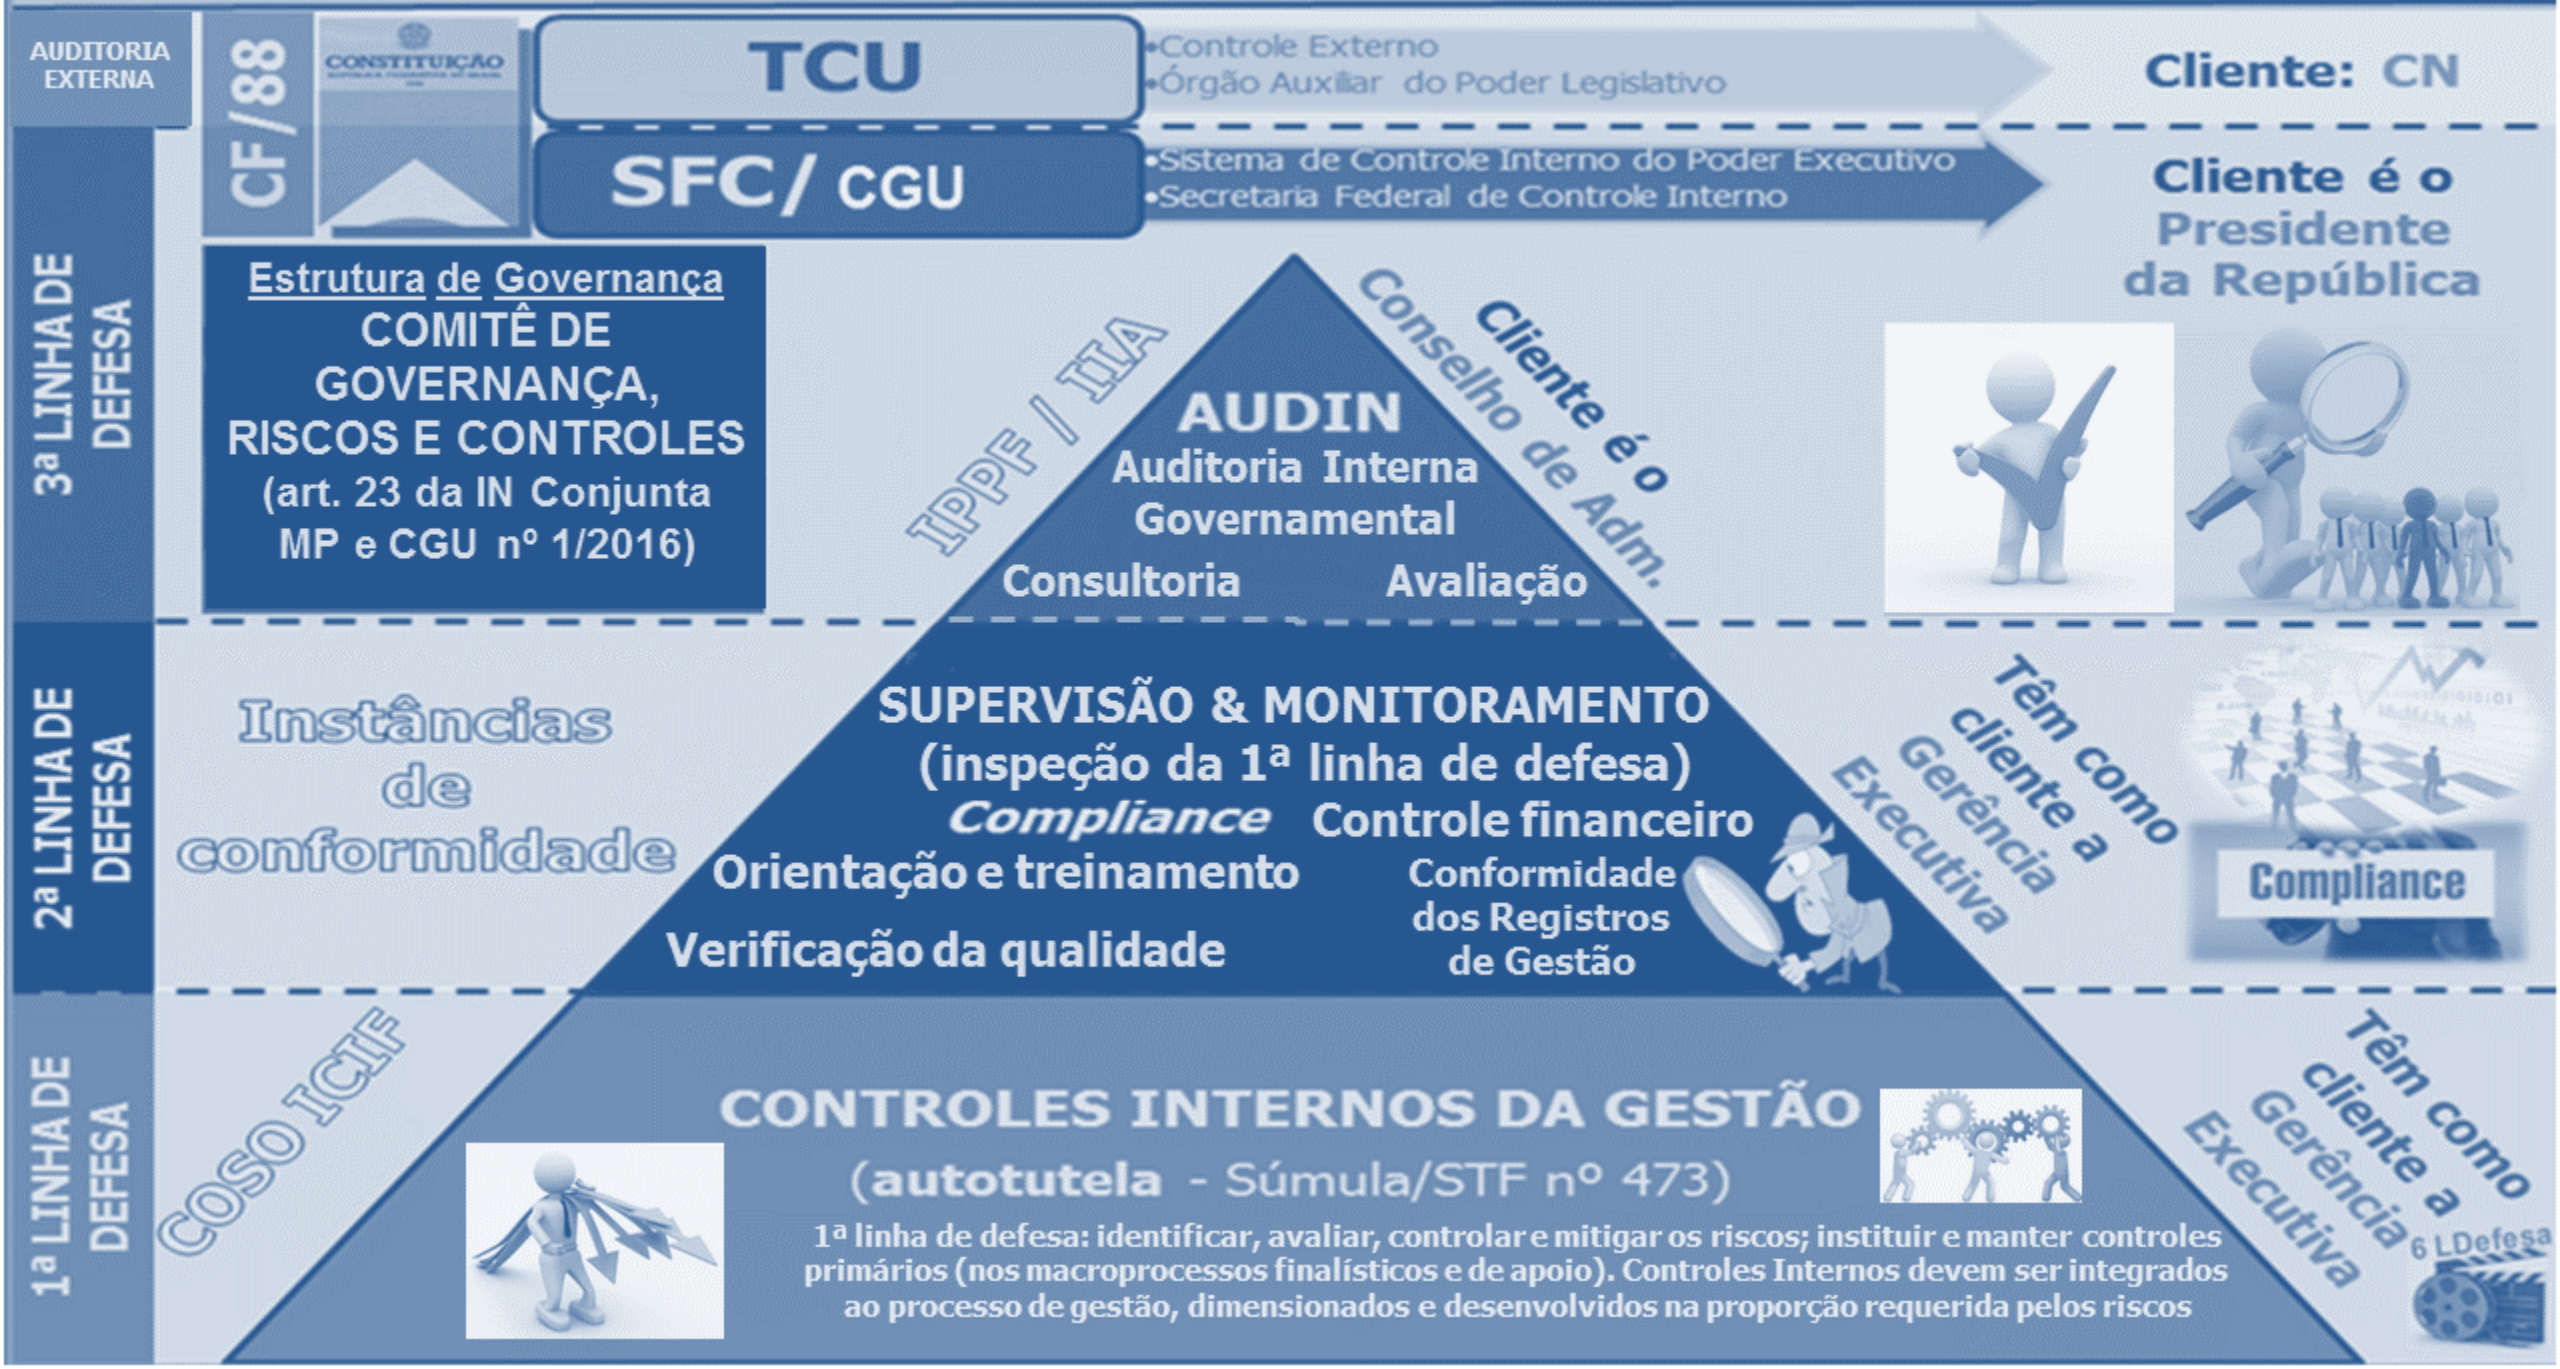 AUDITORIA
EXTERNA
CF/88
CONSTITUIÇÃO
TCU
•Controle Externo
•Órgão Auxiliar do Poder Legislativo
Cliente: CN
SFC/ CGU
•Sistema de Controle Interno do Poder Executivo
•Secretaria Federal de Controle Interno
Cliente é o
Presidente
da República
3ª LINHA DE
DEFESA
Estrutura de Governança
COMITÊ DE
GOVERNANÇA,
RISCOS E CONTROLES
(art. 23 da IN Conjunta
MP e CGU nº 1/2016)
IPPF / IIA
AUDIN
Auditoria Interna
Governamental
Consultoria Avaliação
Cliente é o
Conselho de Adm.
2ª LINHA DE
DEFESA
Instâncias
de
conformidade
SUPERVISÃO & MONITORAMENTO
(inspeção da 1ª linha de defesa)
Compliance Controle financeiro
Orientação e treinamento
Verificação da qualidade
Conformidade
dos Registros
de Gestão
Têm como
cliente a
Gerência
Executiva
Compliance
1ª LINHA DE
DEFESA
COSO ICIF
CONTROLES INTERNOS DA GESTÃO
(autotutela - Súmula/STF nº 473)
1ª linha de defesa: identificar, avaliar, controlar e mitigar os riscos; instituir e manter controles
primários (nos macroprocessos finalísticos e de apoio). Controles Internos devem ser integrados
ao processo de gestão, dimensionados e desenvolvidos na proporção requerida pelos riscos
Têm como
cliente a
Gerência
Executiva
6 LDefesa